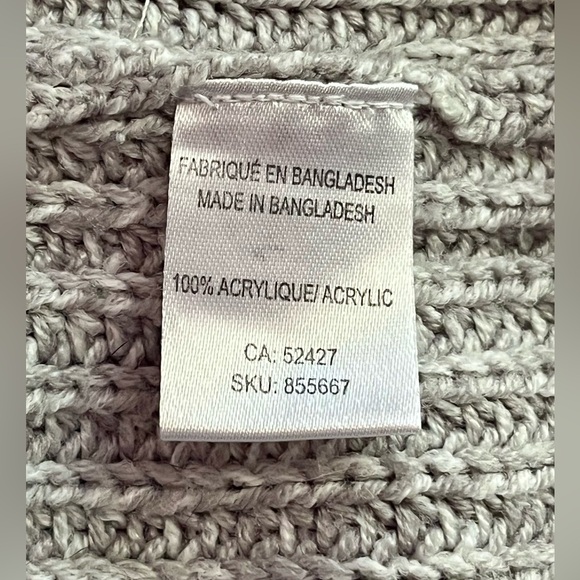 FABRIQUÉ EN BANGLADESH
MADE IN BANGLADESH
100% ACRYLIQUE/ ACRYLIC
CA: 52427
SKU: 855667